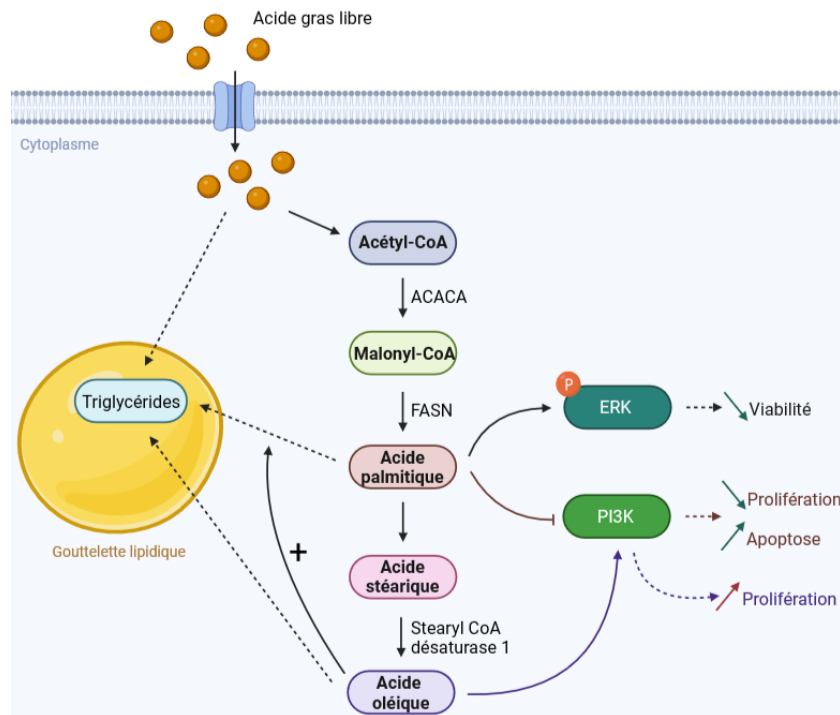 Acide gras libre
Cytoplasme
Acétyl-CoA
ACACA
Malonyl-CoA
FASN
Triglycérides
Gouttelette lipidique
Acide
palmitique
P
ERK
Viabilité
PI3K
Prolifération
Apoptose
Prolifération
+
Acide
stéarique
Stearyl CoA
désaturase 1
Acide
oléique